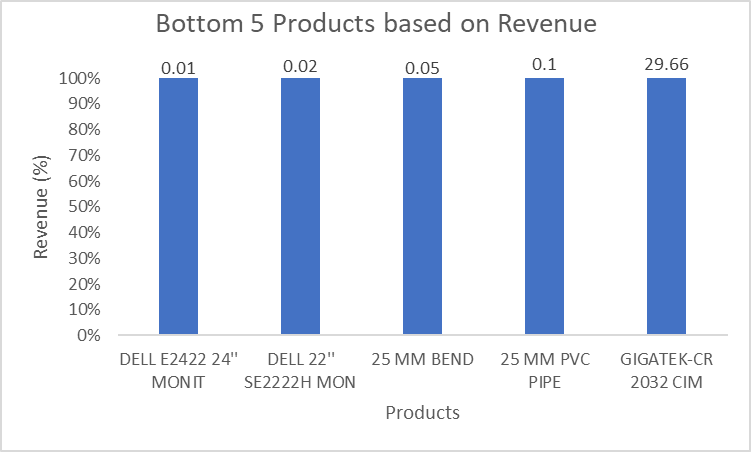 Bottom 5 Products based on Revenue
0.01 0.02 0.05 0.1 29.66
100%
90%
80%
70%
60%
50%
40%
30%
20%
10%
0%
Revenue (%)
DELL E2422 24"
MONIT
DELL 22"
SE2222H MON
25 MM BEND
25 MM PVC
PIPE
GIGATEK-CR
2032 CIM
Products